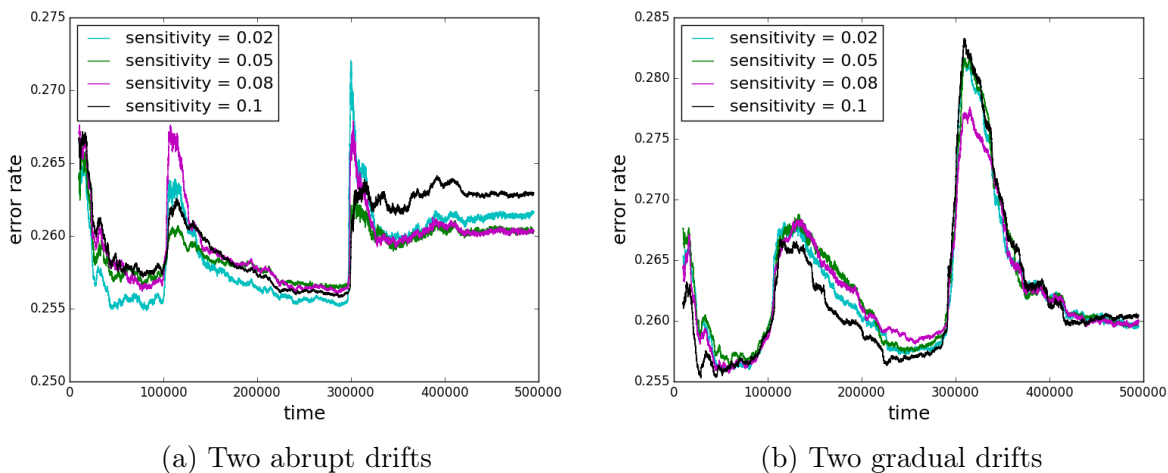 0.275
0.270
0.265
0.260
0.255
0.250
error rate
sensitivity = 0.02
sensitivity = 0.05
sensitivity = 0.08
sensitivity = 0.1
0 100000 200000 300000 400000 500000
time
(a) Two abrupt drifts
0.285
0.280
0.275
0.270
0.265
0.260
0.255
error rate
sensitivity = 0.02
sensitivity = 0.05
sensitivity = 0.08
sensitivity = 0.1
0 100000 200000 300000 400000 500000
time
(b) Two gradual drifts